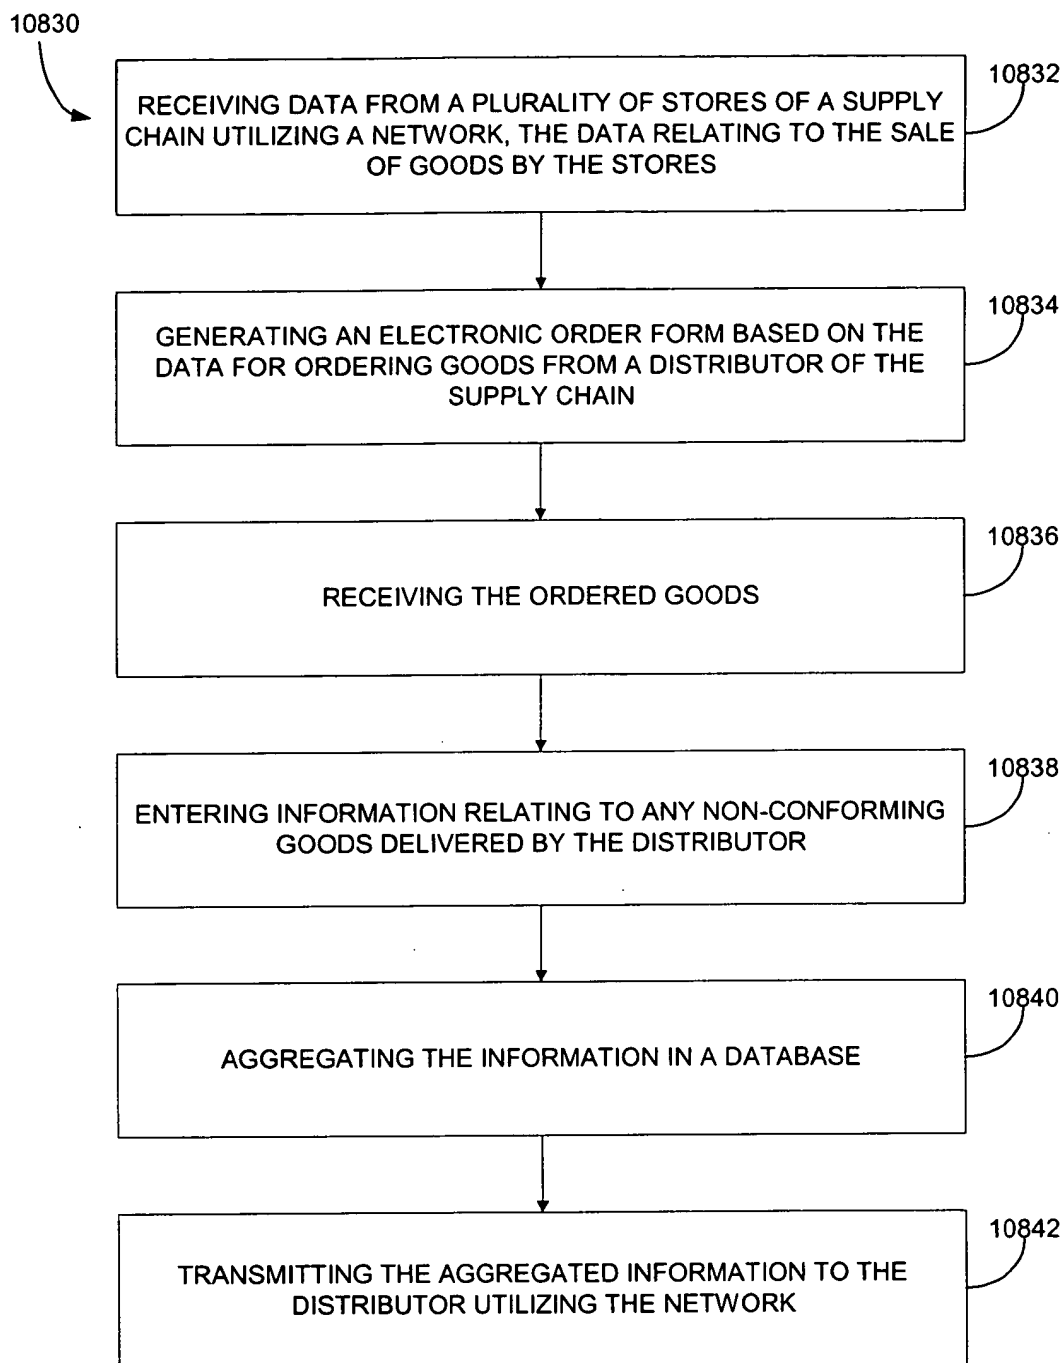 10830
10832
RECEIVING DATA FROM A PLURALITY OF STORES OF A SUPPLY
CHAIN UTILIZING A NETWORK, THE DATA RELATING TO THE SALE
OF GOODS BY THE STORES
10834
GENERATING AN ELECTRONIC ORDER FORM BASED ON THE
DATA FOR ORDERING GOODS FROM A DISTRIBUTOR OF THE
SUPPLY CHAIN
10836
RECEIVING THE ORDERED GOODS
10838
ENTERING INFORMATION RELATING TO ANY NON-CONFORMING
GOODS DELIVERED BY THE DISTRIBUTOR
10840
AGGREGATING THE INFORMATION IN A DATABASE
10842
TRANSMITTING THE AGGREGATED INFORMATION TO THE
DISTRIBUTOR UTILIZING THE NETWORK